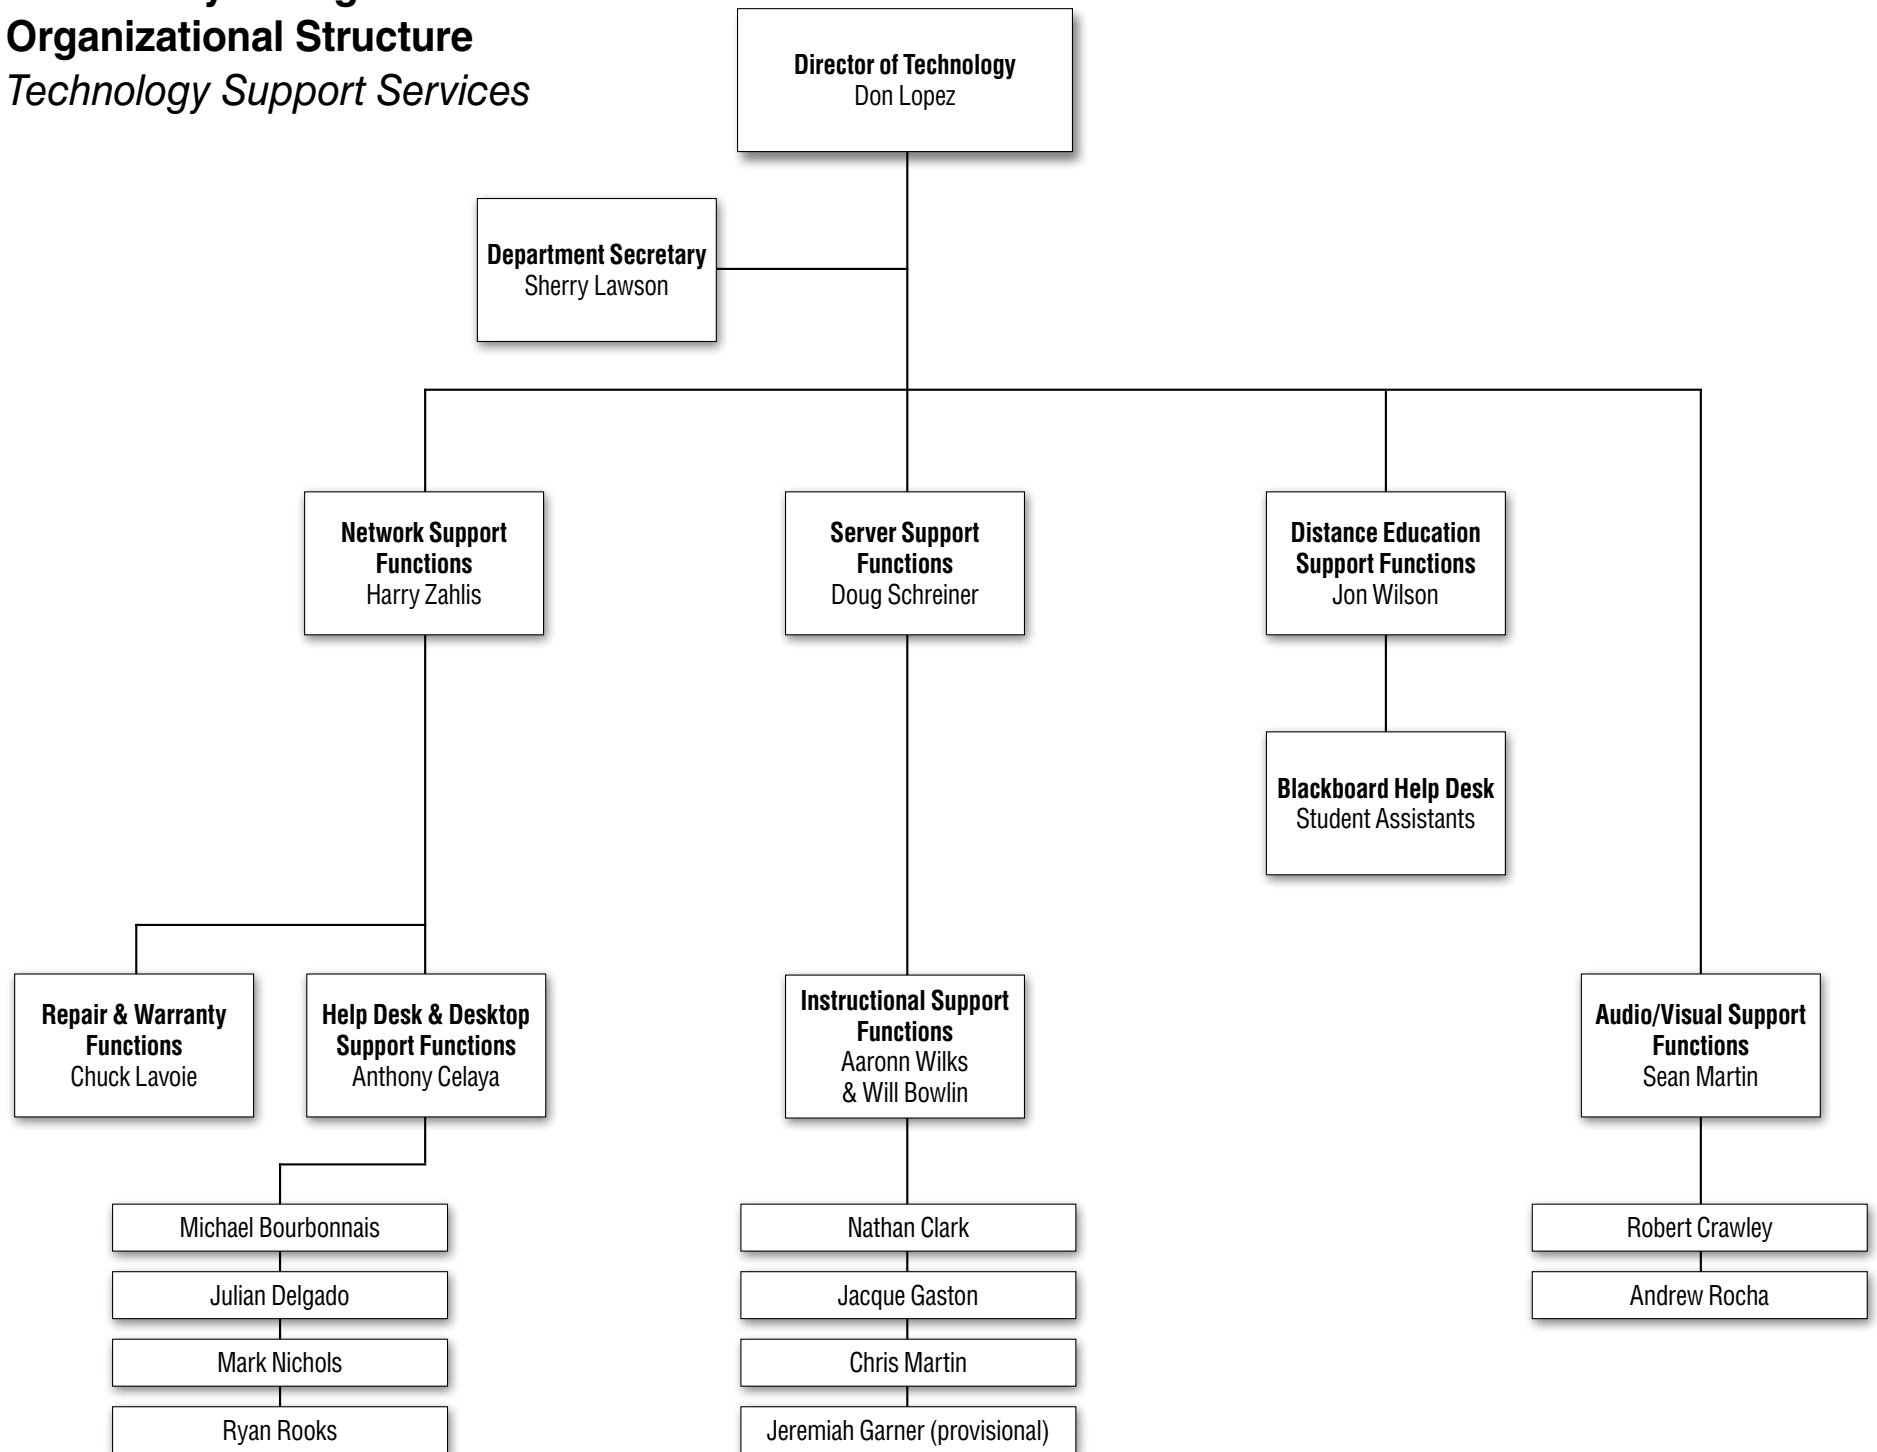 Organizational Structure
Technology Support Services
Director of Technology
Don Lopez
Department Secretary
Sherry Lawson
Network Support
Functions
Harry Zahlis
Server Support
Functions
Doug Schreiner
Distance Education
Support Functions
Jon Wilson
Blackboard Help Desk
Student Assistants
Repair & Warranty
Functions
Chuck Lavoie
Help Desk & Desktop
Support Functions
Anthony Celaya
Instructional Support
Functions
Aaronn Wilks
& Will Bowlin
Audio/Visual Support
Functions
Sean Martin
Michael Bourbonnais
Julian Delgado
Mark Nichols
Ryan Rooks
Nathan Clark
Jacque Gaston
Chris Martin
Jeremiah Garner (provisional)
Robert Crawley
Andrew Rocha